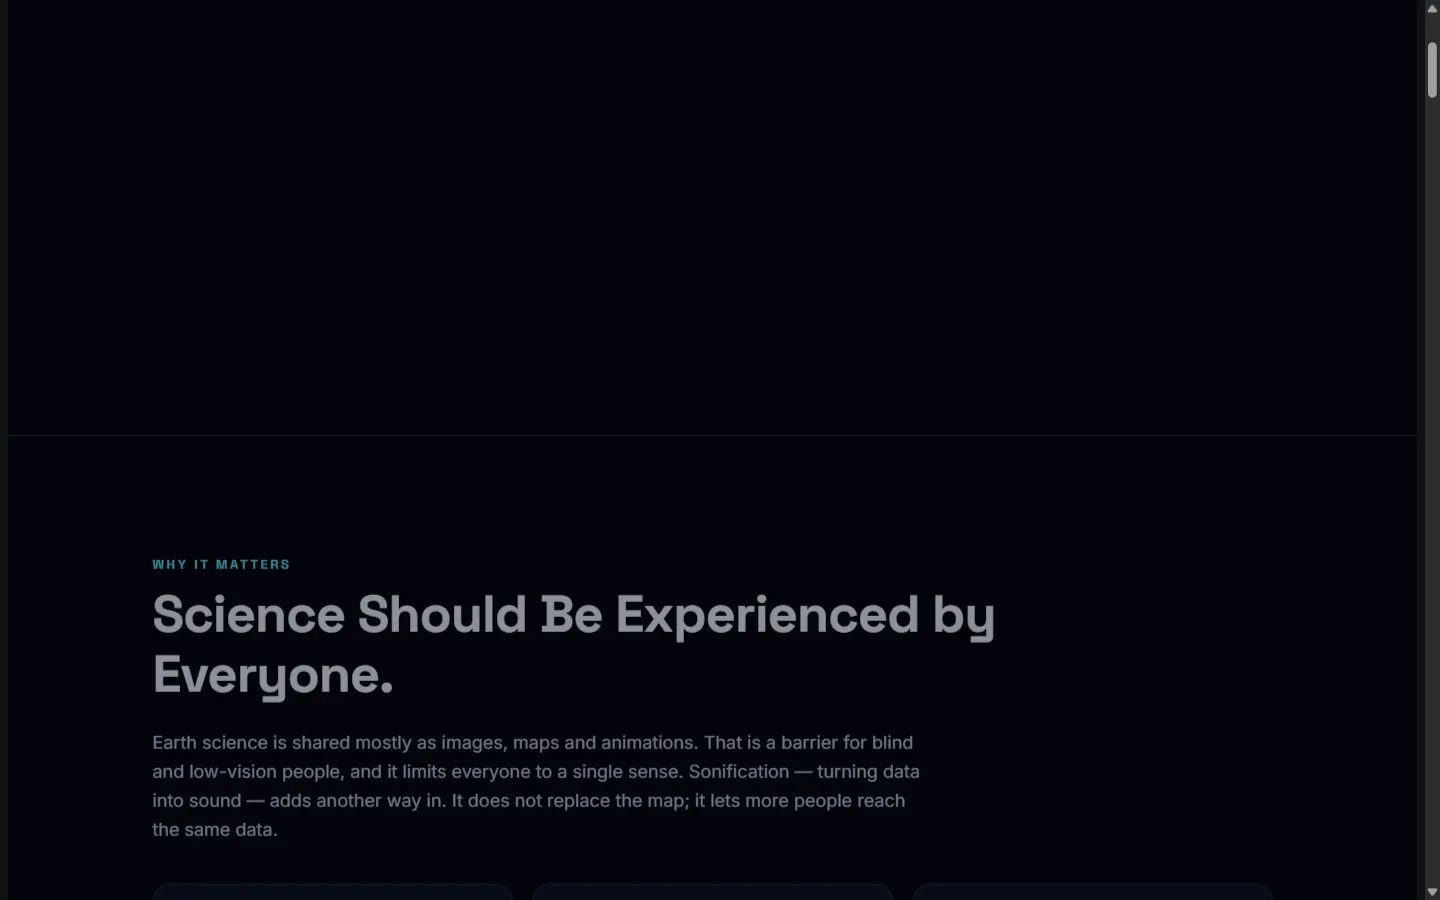 WHY IT MATTERS
Science Should Be Experienced by
Everyone.
Earth science is shared mostly as images, maps and animations. That is a barrier for blind
and low-vision people, and it limits everyone to a single sense. Sonification — turning data
into sound — adds another way in. It does not replace the map; it lets more people reach
the same data.